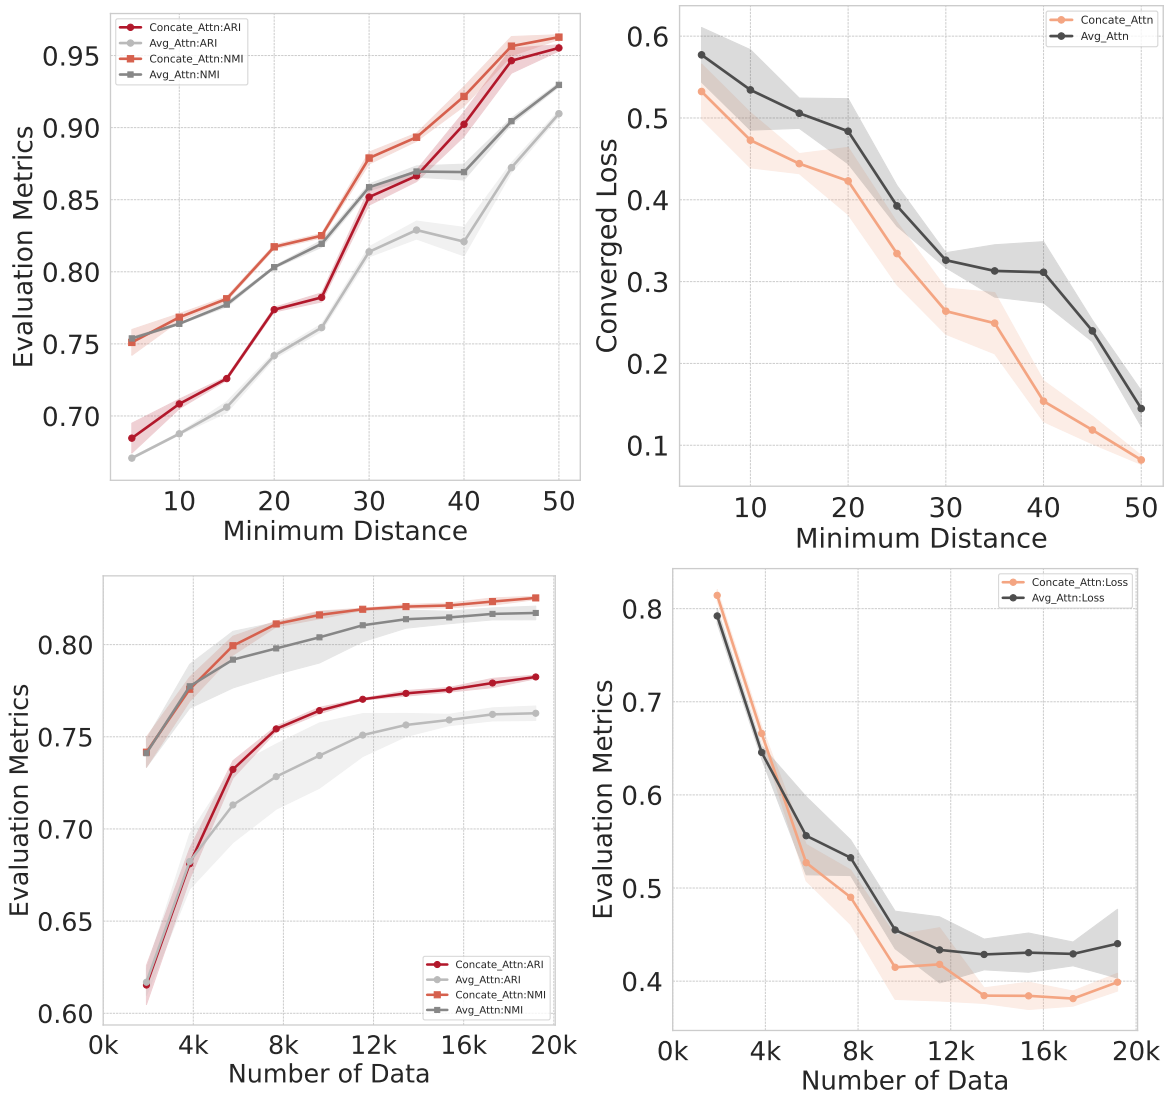 Concate_Attn:ARI
Avg_Attn:ARI
Concate_Attn:NMI
Avg_Attn:NMI
Evaluation Metrics
0.95
0.90
0.85
0.80
0.75
0.70
10 20 30 40 50
Minimum Distance
Concate_Attn
Avg_Attn
Converged Loss
0.6
0.5
0.4
0.3
0.2
0.1
10 20 30 40 50
Minimum Distance
Evaluation Metrics
0.80
0.75
0.70
0.65
0.60
Concate_Attn:ARI
Avg_Attn:ARI
Concate_Attn:NMI
Avg_Attn:NMI
0k 4k 8k 12k 16k 20k
Number of Data
Concate_Attn:Loss
Avg_Attn:Loss
Evaluation Metrics
0.8
0.7
0.6
0.5
0.4
0k 4k 8k 12k 16k 20k
Number of Data